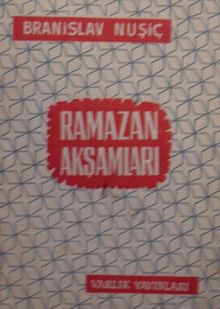 BRANİSLAV NUŞİÇ
RAMAZAN
AKŞAMLARI
VARLIK YAYINLARI